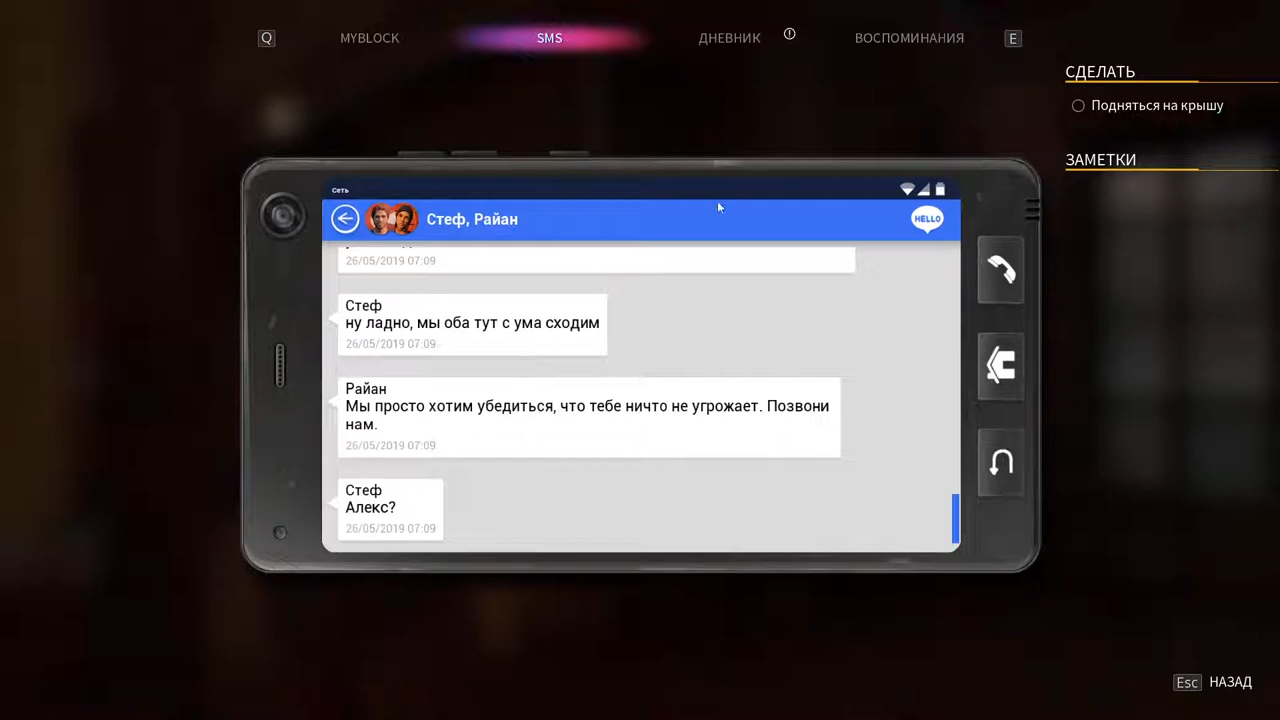 Q
MYBLOCK
SMS
ДНЕВНИК
ВОСПОМИНАНИЯ
E
СДЕЛАТЬ
Подняться на крышу
ЗАМЕТКИ
Сеть
Стеф, Райан
HELLO
26/05/2019 07:09
Стеф
ну ладно, мы оба тут с ума сходим
26/05/2019 07:09
Райан
Мы просто хотим убедиться, что тебе ничто не угрожает. Позвони
нам.
26/05/2019 07:09
Стеф
Алекс?
26/05/2019 07:09
Esc НАЗАД